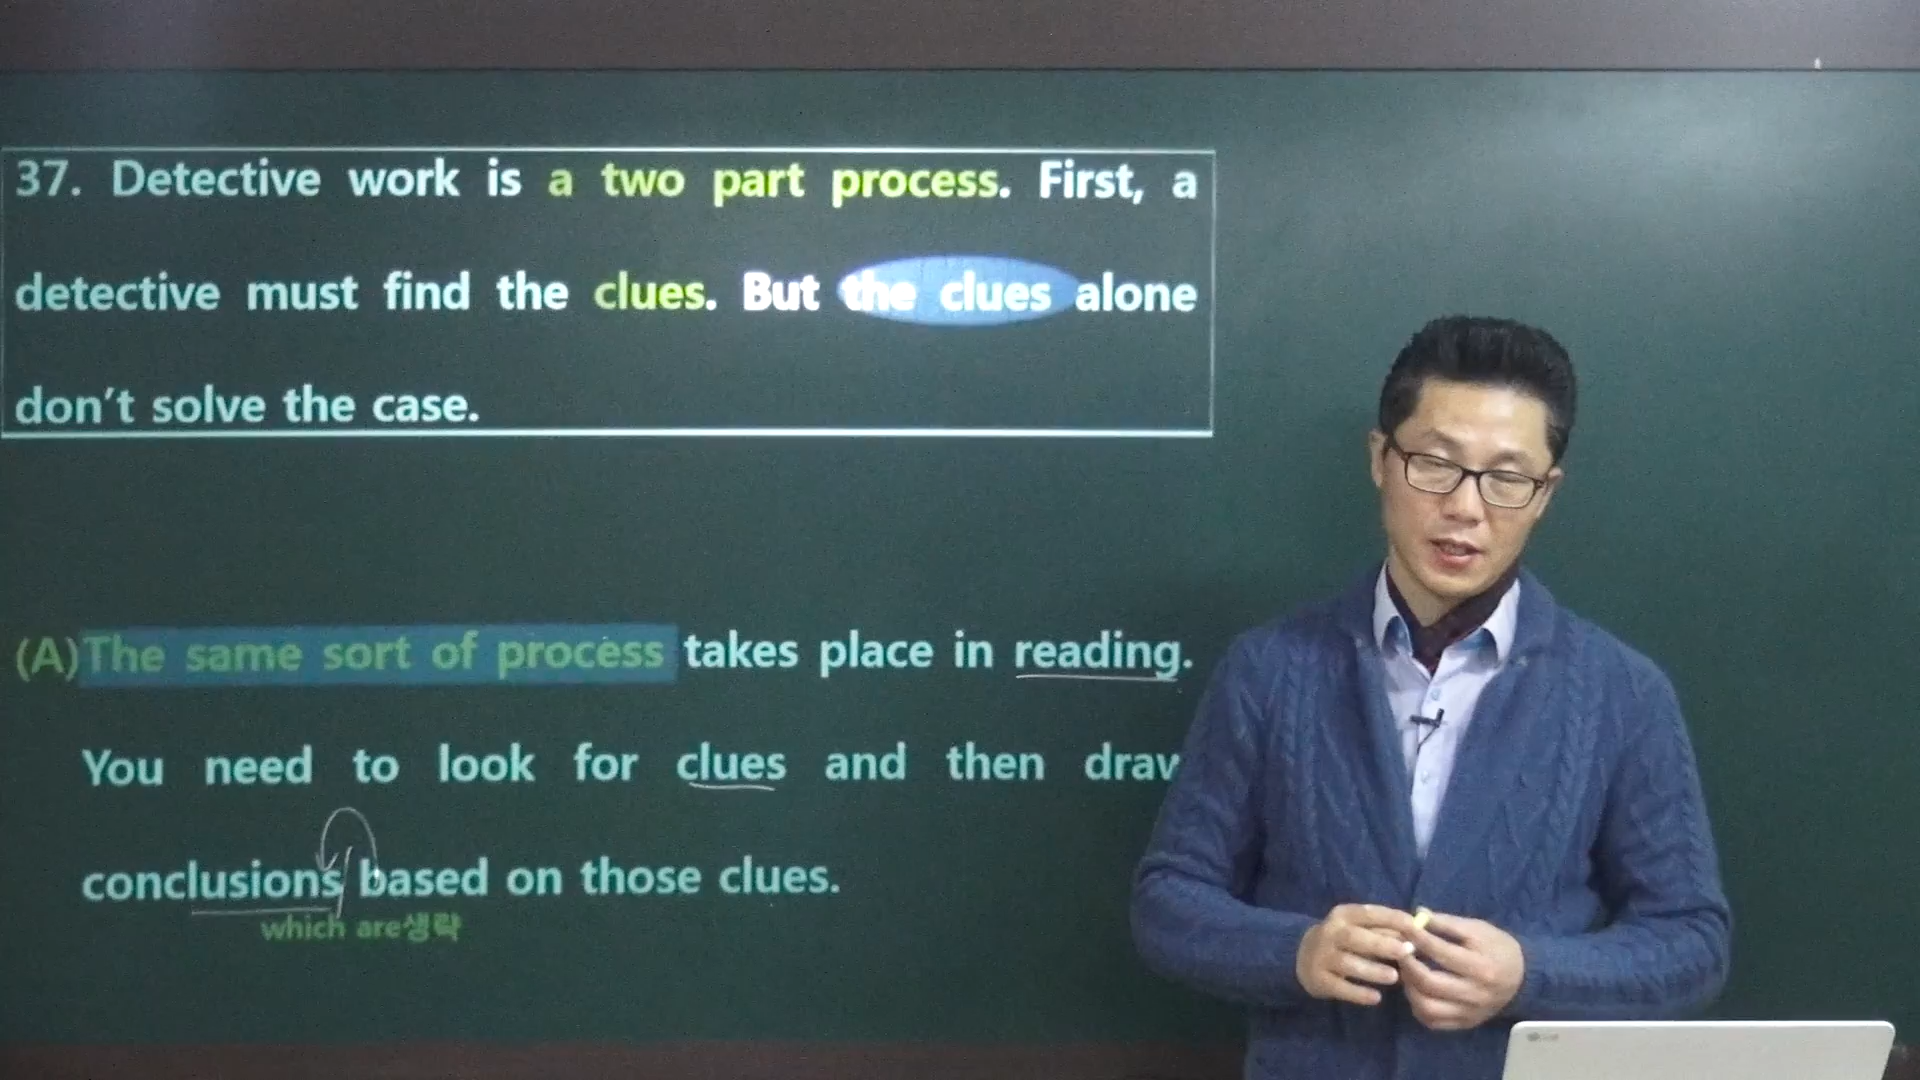 37. Detective work is a two part process. First, a
detective must find the clues. But the clues alone
don't solve the case.
(A) The same sort of process takes place in reading.
You need to look for clues and then draw
conclusions based on those clues.
which are생략